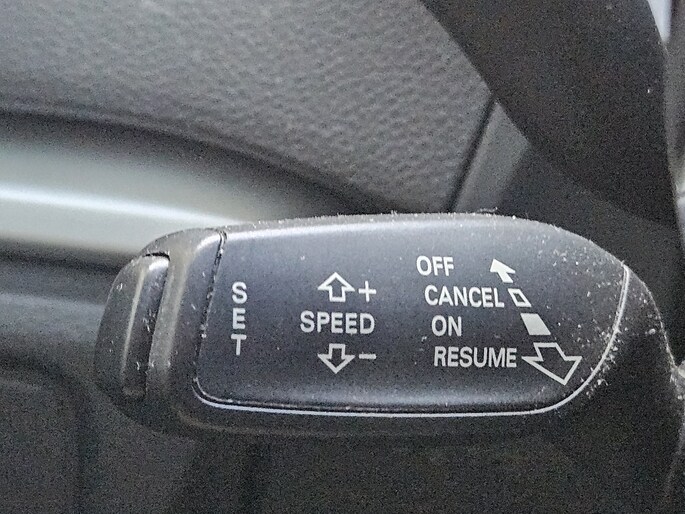 SET
+
SPEED
-
OFF
CANCEL
ON
RESUME